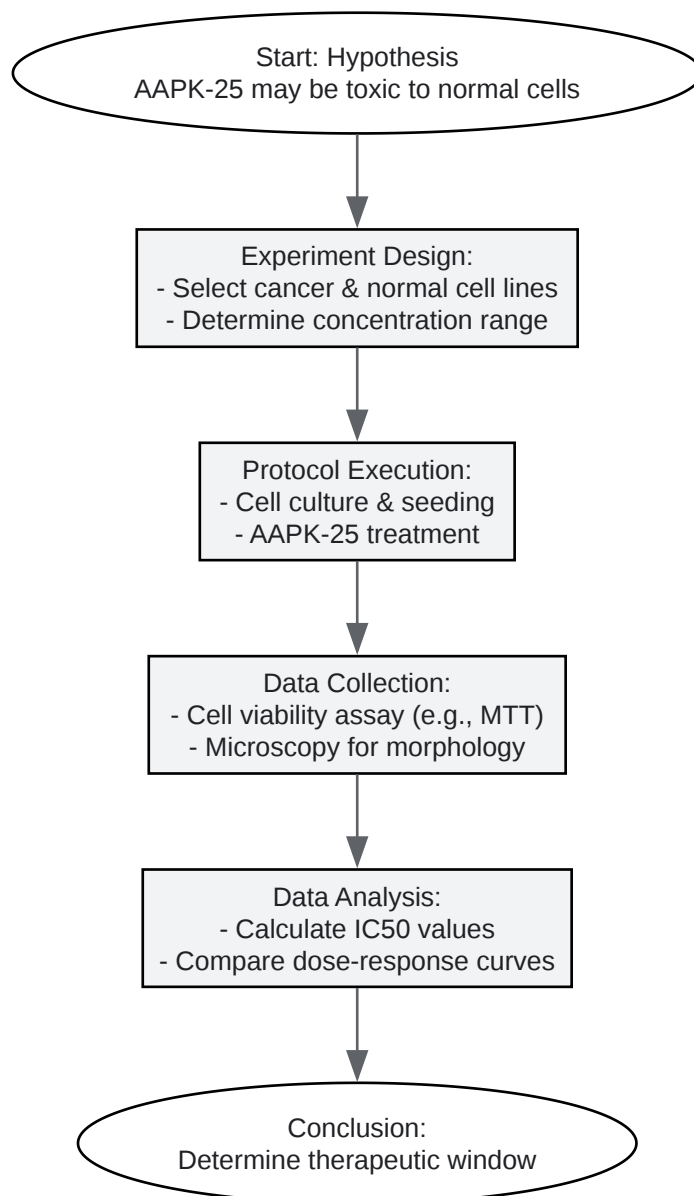 Start: Hypothesis
AAPK-25 may be toxic to normal cells
Experiment Design:
- Select cancer & normal cell lines
- Determine concentration range
Protocol Execution:
- Cell culture & seeding
- AAPK-25 treatment
Data Collection:
- Cell viability assay (e.g., MTT)
- Microscopy for morphology
Data Analysis:
- Calculate IC50 values
- Compare dose-response curves
Conclusion:
Determine therapeutic window